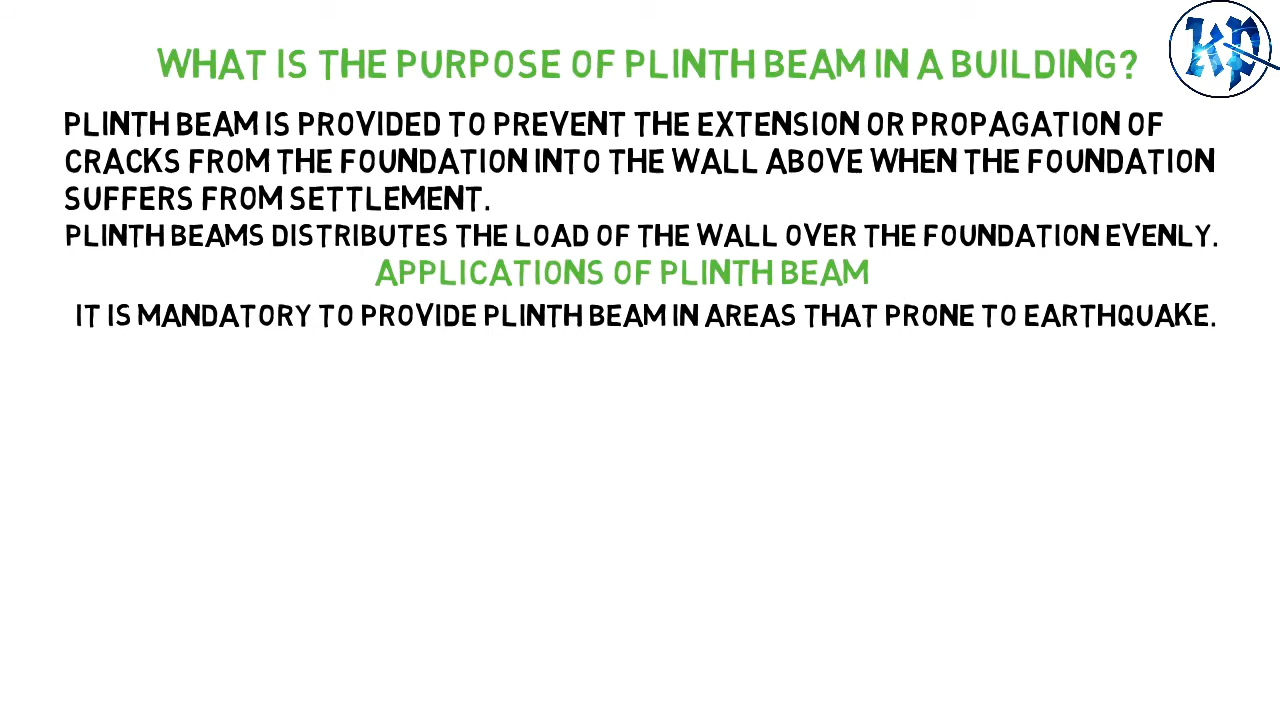 WHAT IS THE PURPOSE OF PLINTH BEAM IN A BUILDING?
PLINTH BEAM IS PROVIDED TO PREVENT THE EXTENSION OR PROPAGATION OF
CRACKS FROM THE FOUNDATION INTO THE WALL ABOVE WHEN THE FOUNDATION
SUFFERS FROM SETTLEMENT.
PLINTH BEAMS DISTRIBUTES THE LOAD OF THE WALL OVER THE FOUNDATION EVENLY.
APPLICATIONS OF PLINTH BEAM
IT IS MANDATORY TO PROVIDE PLINTH BEAM IN AREAS THAT PRONE TO EARTHQUAKE.